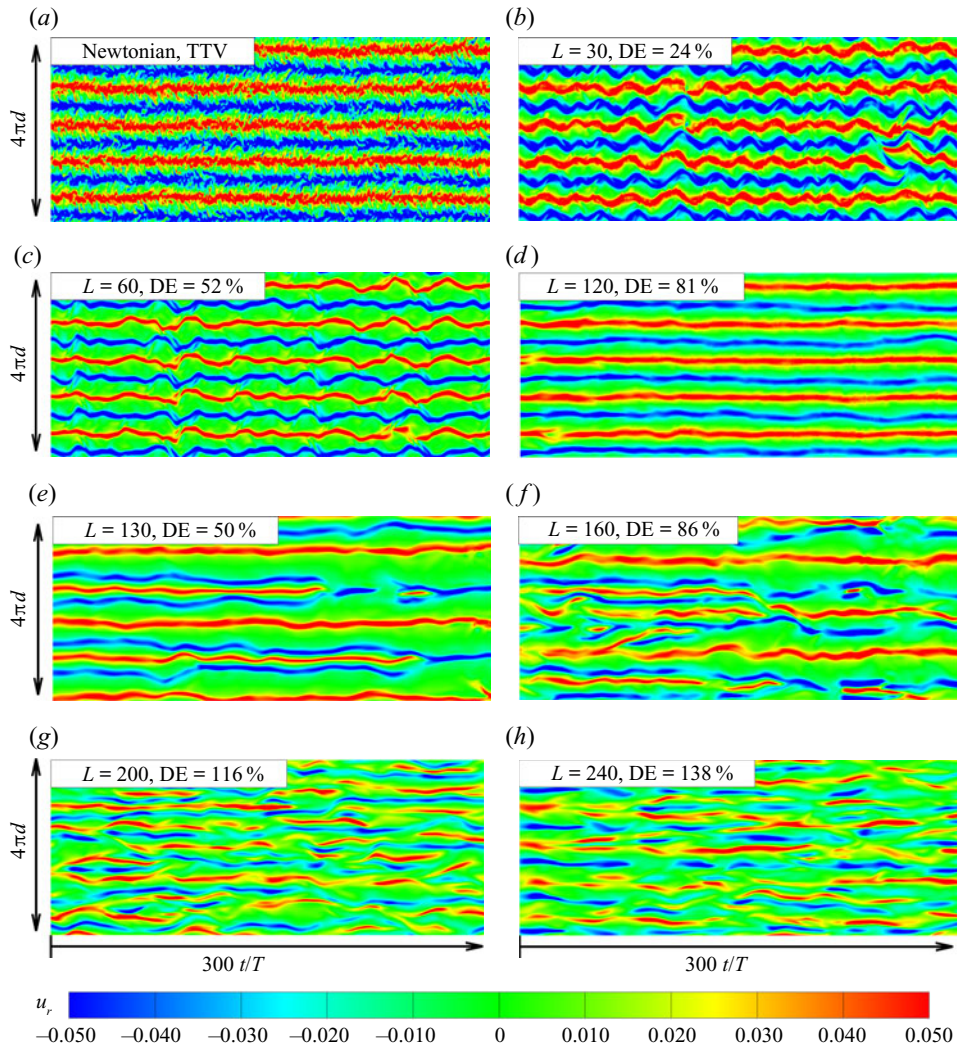 (a)
(b)
Newtonian, TTV
L = 30, DE = 24 %
4πd
(c)
(d)
L = 60, DE = 52 %
L = 120, DE = 81 %
4πd
(e)
(f)
L = 130, DE = 50 %
L = 160, DE = 86 %
4πd
(g)
(h)
L = 200, DE = 116 %
L = 240, DE = 138 %
4πd
300 t/T
300 t/T
u_r
–0.050 –0.040 –0.030 –0.020 –0.010 0 0.010 0.020 0.030 0.040 0.050